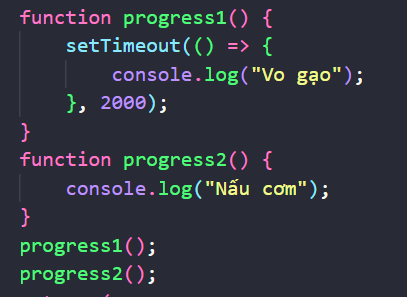 function progress1() {
    setTimeout(() => {
        console.log("Vo gạo");
    }, 2000);
}
function progress2() {
    console.log("Nấu cơm");
}
progress1();
progress2();